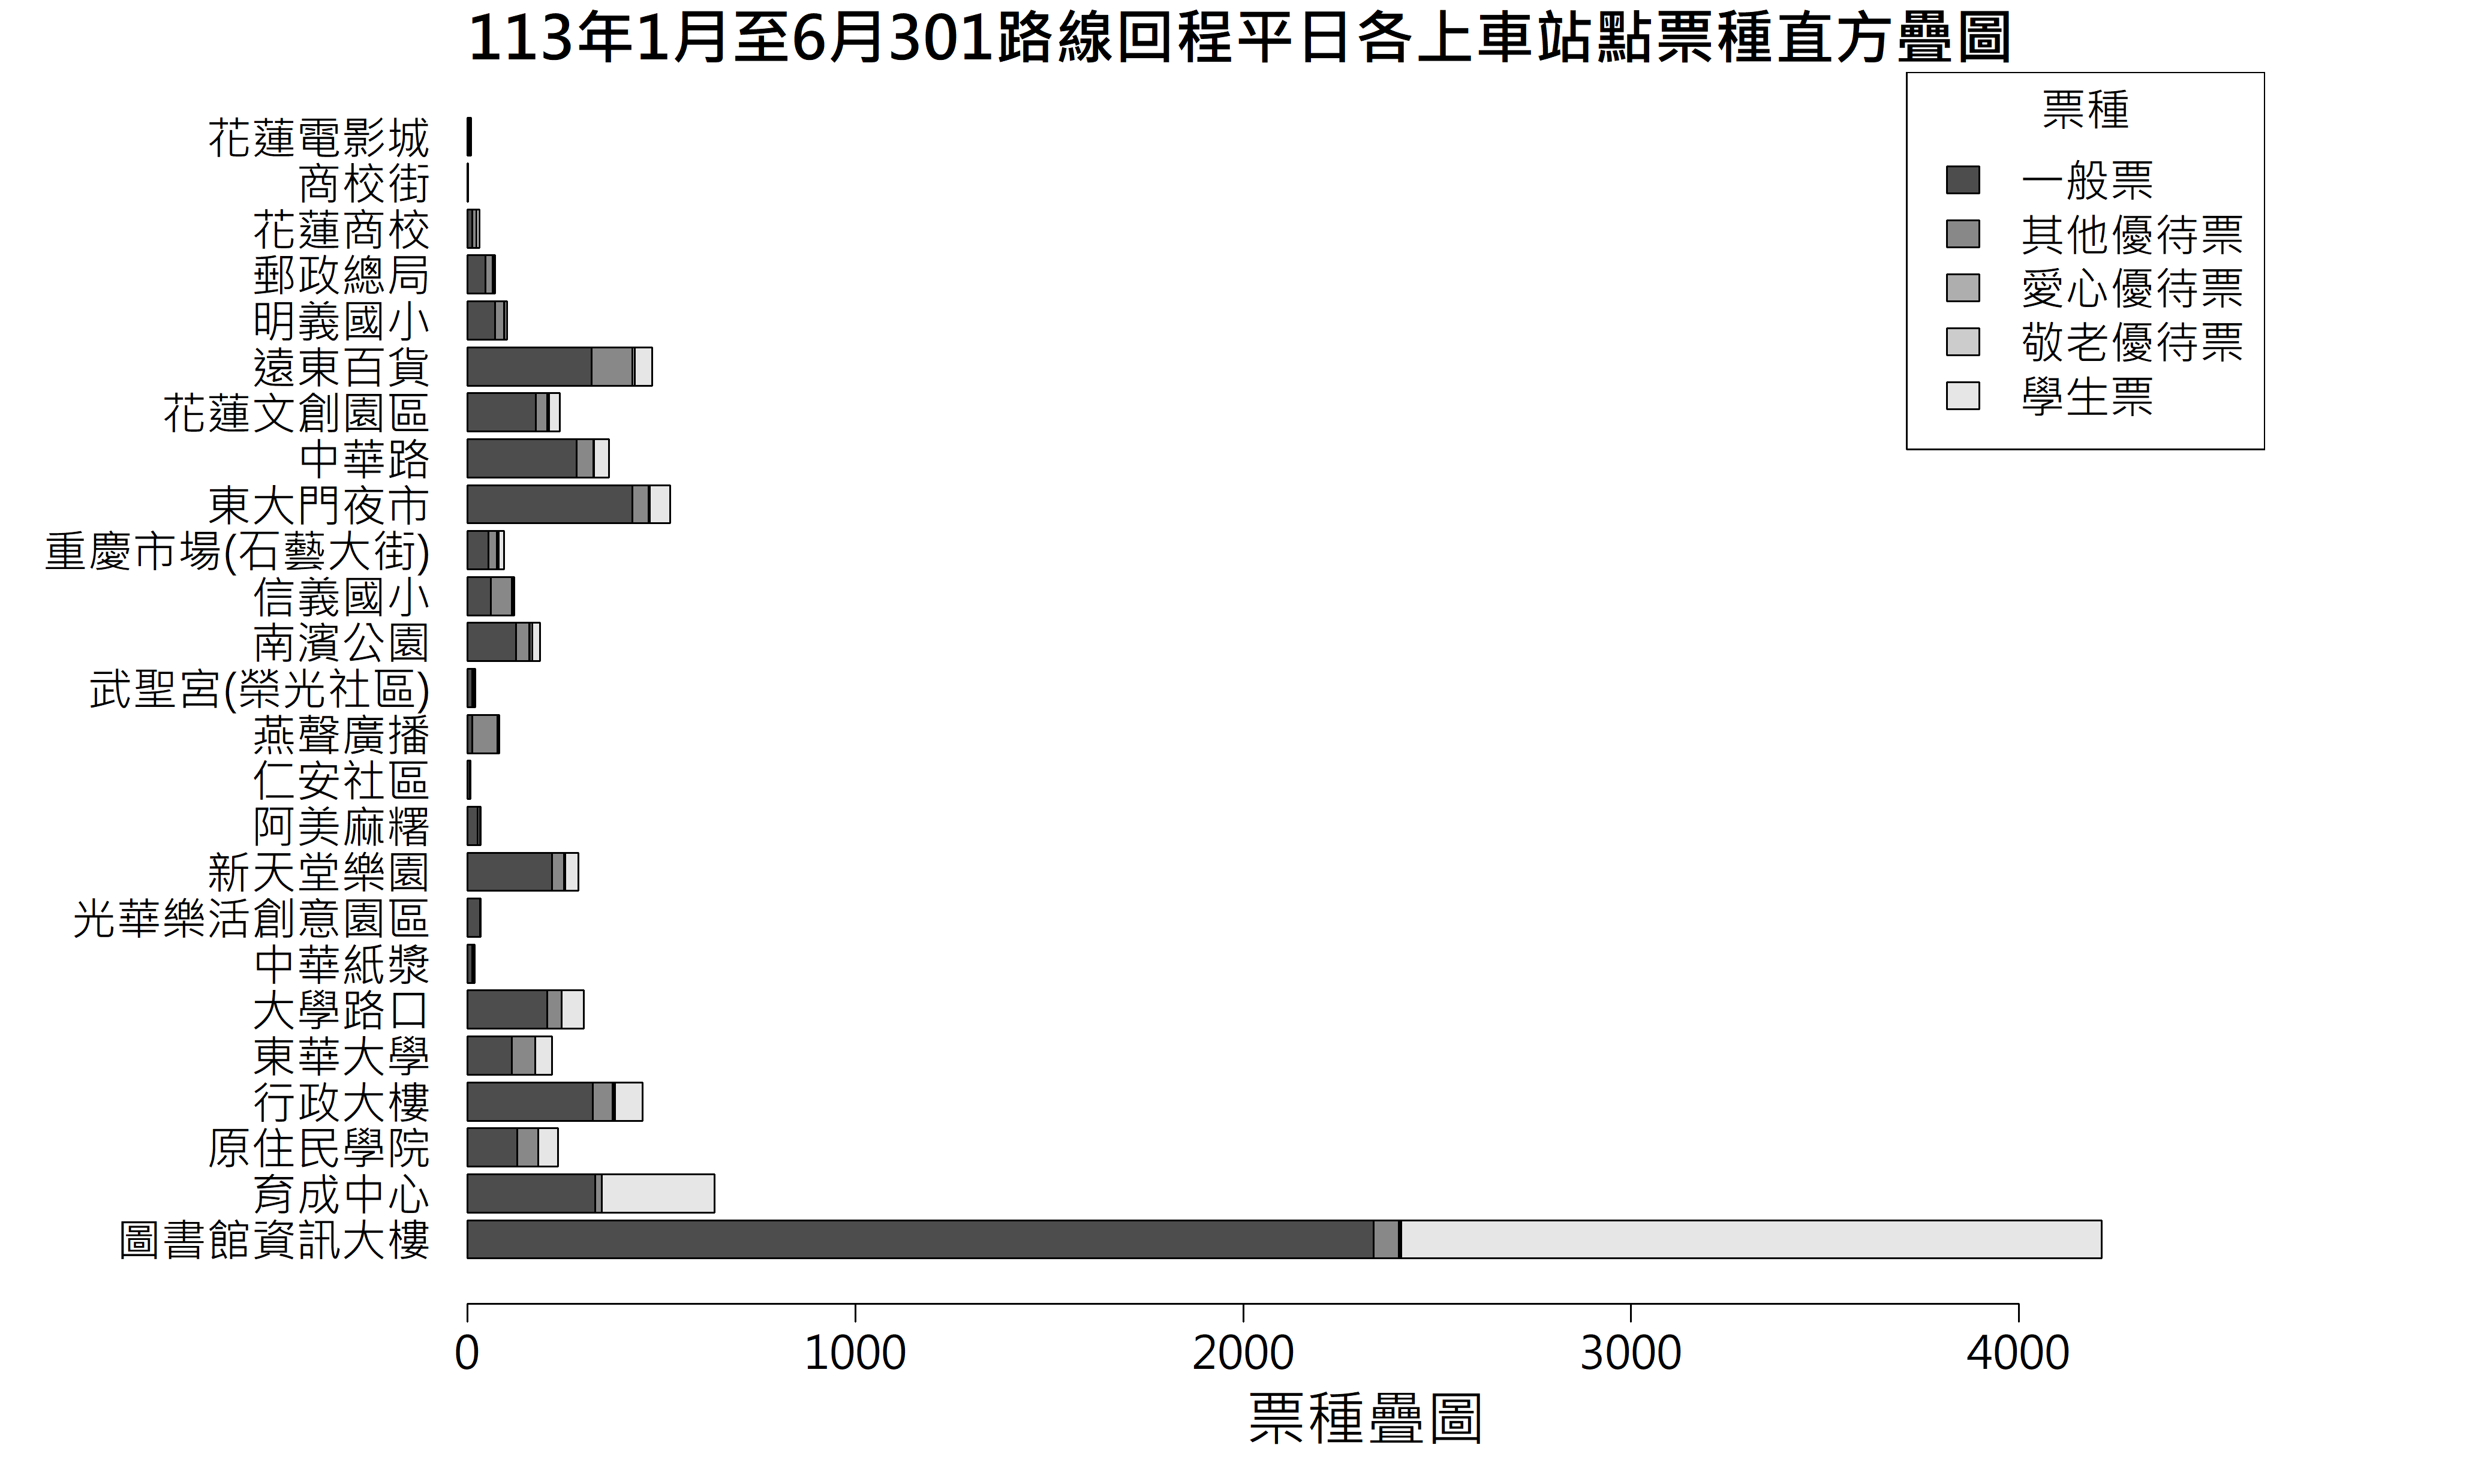 113年1月至6月301路線回程平日各上車站點票種直方疊圖
票種
一般票
其他優待票
愛心優待票
敬老優待票
學生票
花蓮電影城
商校街
花蓮商校
郵政總局
明義國小
遠東百貨
花蓮文創園區
中華路
東大門夜市
重慶市場(石藝大街)
信義國小
南濱公園
武聖宮(榮光社區)
燕聲廣播
仁安社區
阿美麻糬
新天堂樂園
光華樂活創意園區
中華紙漿
大學路口
東華大學
行政大樓
原住民學院
育成中心
圖書館資訊大樓
0 1000 2000 3000 4000
票種疊圖